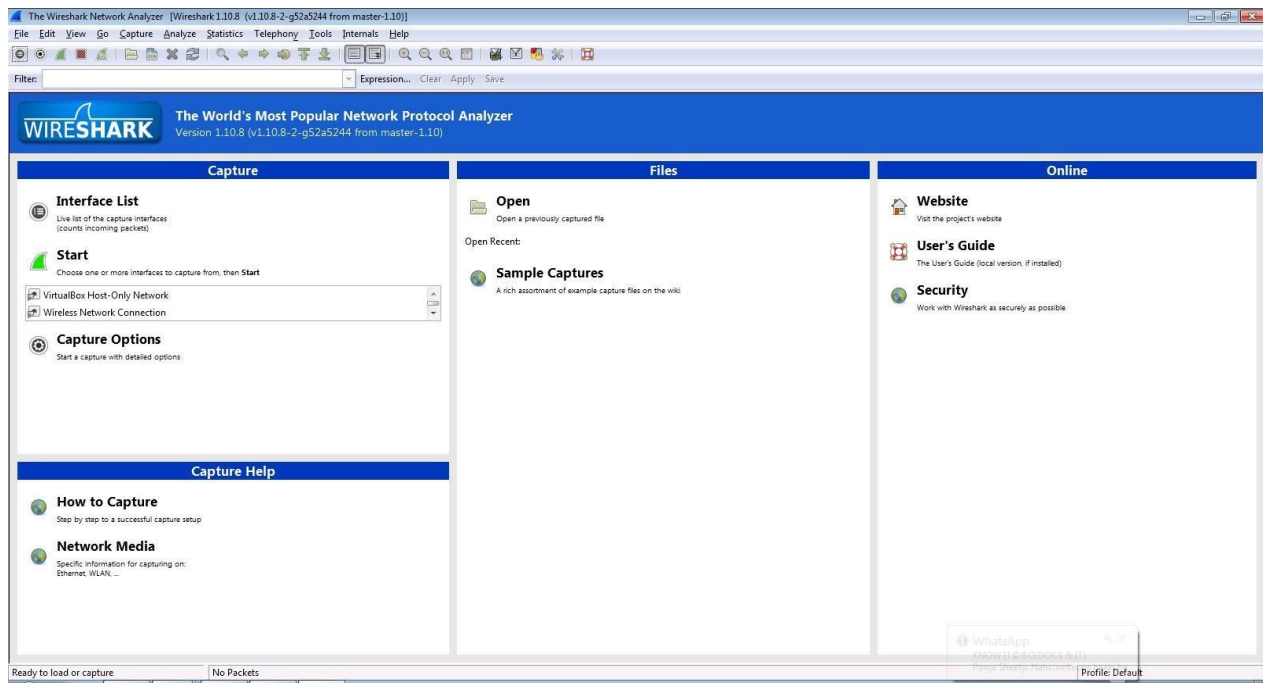 The Wireshark Network Analyzer [Wireshark 1.10.8 (v1.10.8-2-g52a5244 from master-1.10)]
File Edit View Go Capture Analyze Statistics Telephony Tools Internals Help
Filter: Expression... Clear Apply Save
WIRESHARK
The World's Most Popular Network Protocol Analyzer
Version 1.10.8 (v1.10.8-2-g52a5244 from master-1.10)
Capture
Interface List
Live list of the capture interfaces
(counts incoming packets)
Start
Choose one or more interfaces to capture from, then Start
VirtualBox Host-Only Network
Wireless Network Connection
Capture Options
Start a capture with detailed options
Capture Help
How to Capture
Step by step to a successful capture setup
Network Media
Specific information for capturing on:
Ethernet, WLAN, ...
Files
Open
Open a previously captured file
Open Recent:
Sample Captures
A rich assortment of example capture files on the wiki
Online
Website
Visit the project's website
User's Guide
The User's Guide (local version, if installed)
Security
Work with Wireshark as securely as possible
WhatsApp
KNOW IT
Pooja Shetty:
Ready to load or capture No Packets Profile: Default